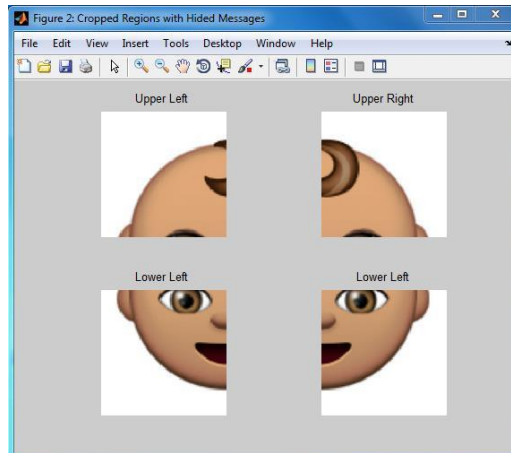 Figure 2: Cropped Regions with Hided Messages
File Edit View Insert Tools Desktop Window Help
Upper Left Upper Right
Lower Left Lower Left